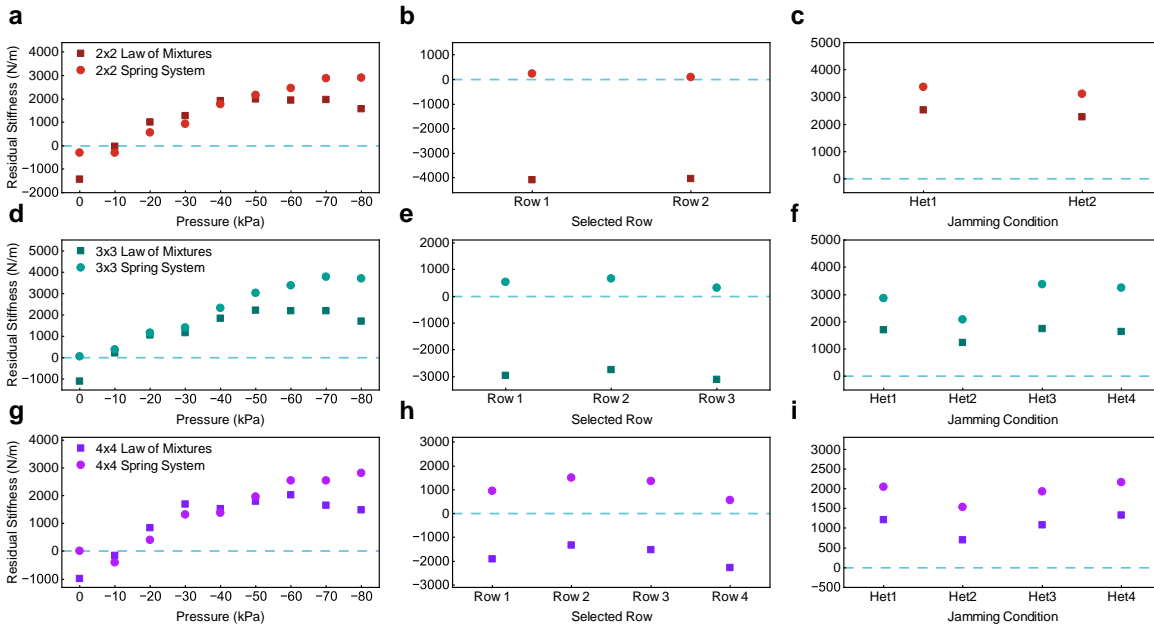 a
Residual Stiffness (N/m)
4000
3000
2000
1000
0
−1000
−2000
2x2 Law of Mixtures
2x2 Spring System
0 −10 −20 −30 −40 −50 −60 −70 −80
Pressure (kPa)
b
1000
0
−1000
−2000
−3000
−4000
Row 1 Row 2
Selected Row
c
5000
4000
3000
2000
1000
0
Het1 Het2
Jamming Condition
d
Residual Stiffness (N/m)
5000
4000
3000
2000
1000
0
−1000
3x3 Law of Mixtures
3x3 Spring System
0 −10 −20 −30 −40 −50 −60 −70 −80
Pressure (kPa)
e
2000
1000
0
−1000
−2000
−3000
Row 1 Row 2 Row 3
Selected Row
f
5000
4000
3000
2000
1000
0
Het1 Het2 Het3 Het4
Jamming Condition
g
Residual Stiffness (N/m)
4000
3000
2000
1000
0
−1000
4x4 Law of Mixtures
4x4 Spring System
0 −10 −20 −30 −40 −50 −60 −70 −80
Pressure (kPa)
h
3000
2000
1000
0
−1000
−2000
−3000
Row 1 Row 2 Row 3 Row 4
Selected Row
i
3000
2500
2000
1500
1000
500
0
−500
Het1 Het2 Het3 Het4
Jamming Condition